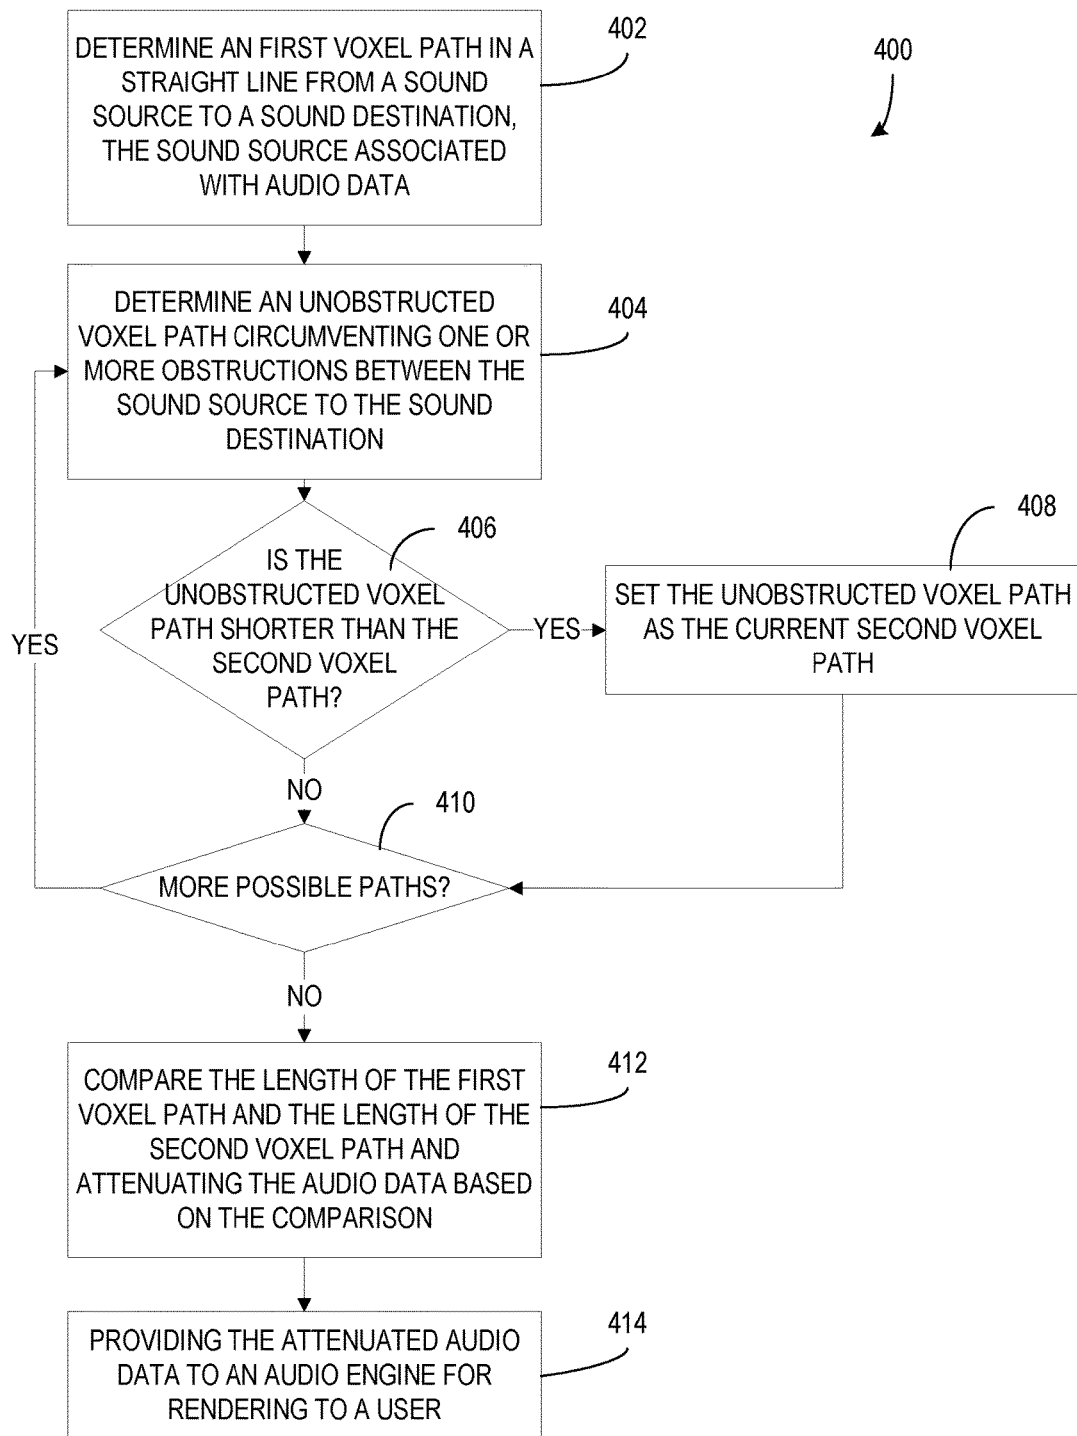 DETERMINE AN FIRST VOXEL PATH IN A
STRAIGHT LINE FROM A SOUND
SOURCE TO A SOUND DESTINATION,
THE SOUND SOURCE ASSOCIATED
WITH AUDIO DATA
402
400
DETERMINE AN UNOBSTRUCTED
VOXEL PATH CIRCUMVENTING ONE OR
MORE OBSTRUCTIONS BETWEEN THE
SOUND SOURCE TO THE SOUND
DESTINATION
404
IS THE
UNOBSTRUCTED VOXEL
PATH SHORTER THAN THE
SECOND VOXEL
PATH?
406
YES
SET THE UNOBSTRUCTED VOXEL PATH
AS THE CURRENT SECOND VOXEL
PATH
408
YES
NO
MORE POSSIBLE PATHS?
410
NO
COMPARE THE LENGTH OF THE FIRST
VOXEL PATH AND THE LENGTH OF THE
SECOND VOXEL PATH AND
ATTENUATING THE AUDIO DATA BASED
ON THE COMPARISON
412
PROVIDING THE ATTENUATED AUDIO
DATA TO AN AUDIO ENGINE FOR
RENDERING TO A USER
414